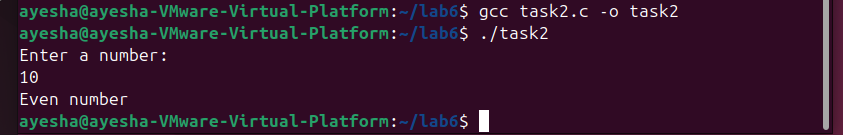 ayesha@ayesha-VMware-Virtual-Platform:~/lab6$ gcc task2.c -o task2
ayesha@ayesha-VMware-Virtual-Platform:~/lab6$ ./task2
Enter a number:
10
Even number
ayesha@ayesha-VMware-Virtual-Platform:~/lab6$